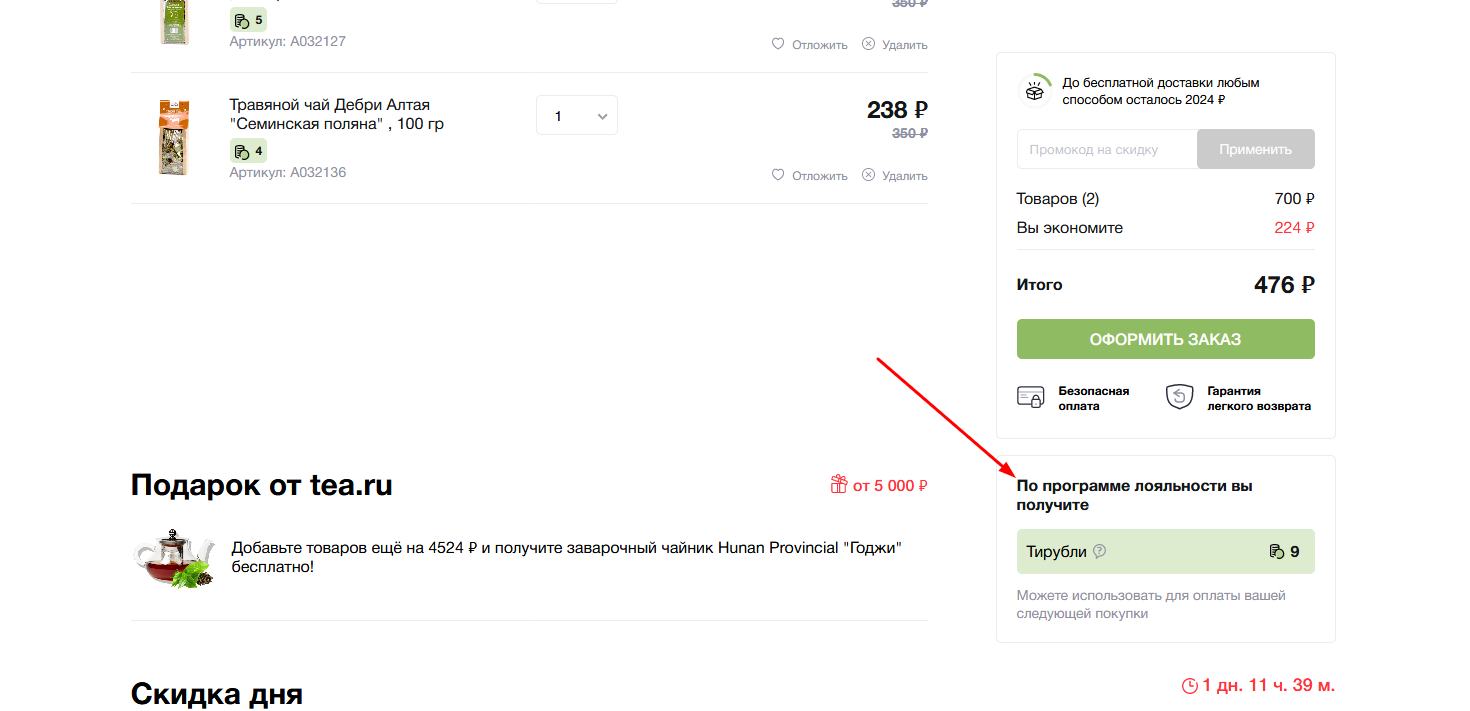 350 ₽
5
Артикул: A032127
Отложить
Удалить
Травяной чай Дебри Алтая
"Семинская поляна" , 100 гр
4
Артикул: A032136
1
238 ₽
350 ₽
Отложить
Удалить
До бесплатной доставки любым
способом осталось 2024 ₽
Промокод на скидку
Применить
Товаров (2)
700 ₽
Вы экономите
224 ₽
Итого
476 ₽
ОФОРМИТЬ ЗАКАЗ
Безопасная
оплата
Гарантия
легкого возврата
По программе лояльности вы
получите
Тирубли ?
9
Можете использовать для оплаты вашей
следующей покупки
Подарок от tea.ru
от 5 000 ₽
Добавьте товаров ещё на 4524 ₽ и получите заварочный чайник Hunan Provincial "Годжи"
бесплатно!
Скидка дня
1 дн. 11 ч. 39 м.